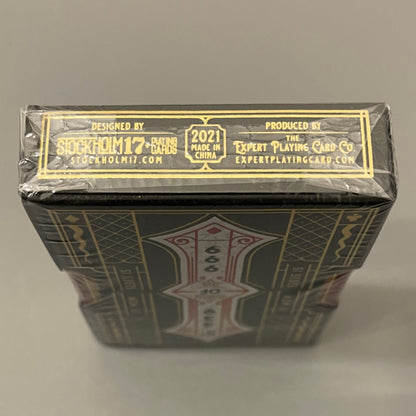 DESIGNED BY
STOCKHOLM17 PLAYING CARDS
STOCKHOLM17.COM
2021
MADE IN
CHINA
PRODUCED BY
THE
EXPERT PLAYING CARD CO.
EXPERTPLAYINGCARD.COM
666